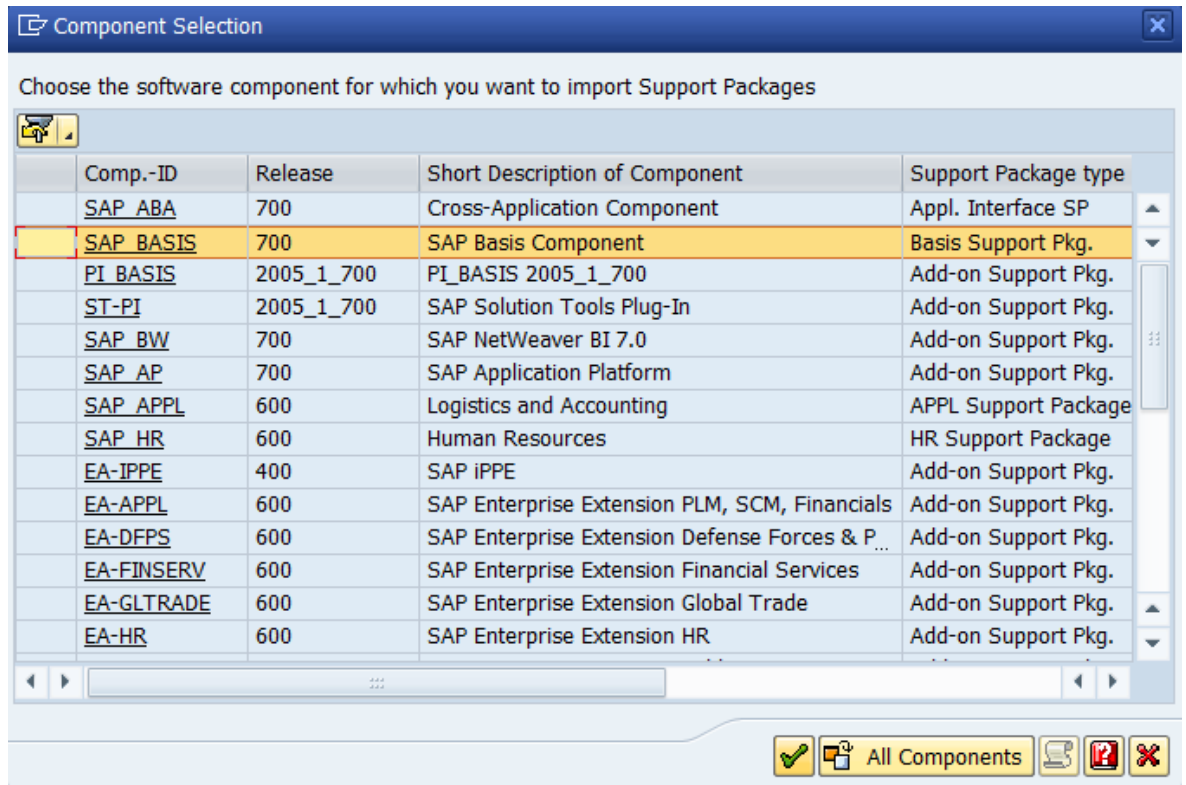 Component Selection
Choose the software component for which you want to import Support Packages
Comp.-ID Release Short Description of Component Support Package type
SAP_ABA 700 Cross-Application Component Appl. Interface SP
SAP_BASIS 700 SAP Basis Component Basis Support Pkg.
PI_BASIS 2005_1_700 PI_BASIS 2005_1_700 Add-on Support Pkg.
ST-PI 2005_1_700 SAP Solution Tools Plug-In Add-on Support Pkg.
SAP_BW 700 SAP NetWeaver BI 7.0 Add-on Support Pkg.
SAP_AP 700 SAP Application Platform Add-on Support Pkg.
SAP_APPL 600 Logistics and Accounting APPL Support Package
SAP_HR 600 Human Resources HR Support Package
EA-IPPE 400 SAP iPPE Add-on Support Pkg.
EA-APPL 600 SAP Enterprise Extension PLM, SCM, Financials Add-on Support Pkg.
EA-DFPS 600 SAP Enterprise Extension Defense Forces & P... Add-on Support Pkg.
EA-FINSERV 600 SAP Enterprise Extension Financial Services Add-on Support Pkg.
EA-GLTRADE 600 SAP Enterprise Extension Global Trade Add-on Support Pkg.
EA-HR 600 SAP Enterprise Extension HR Add-on Support Pkg.
All Components